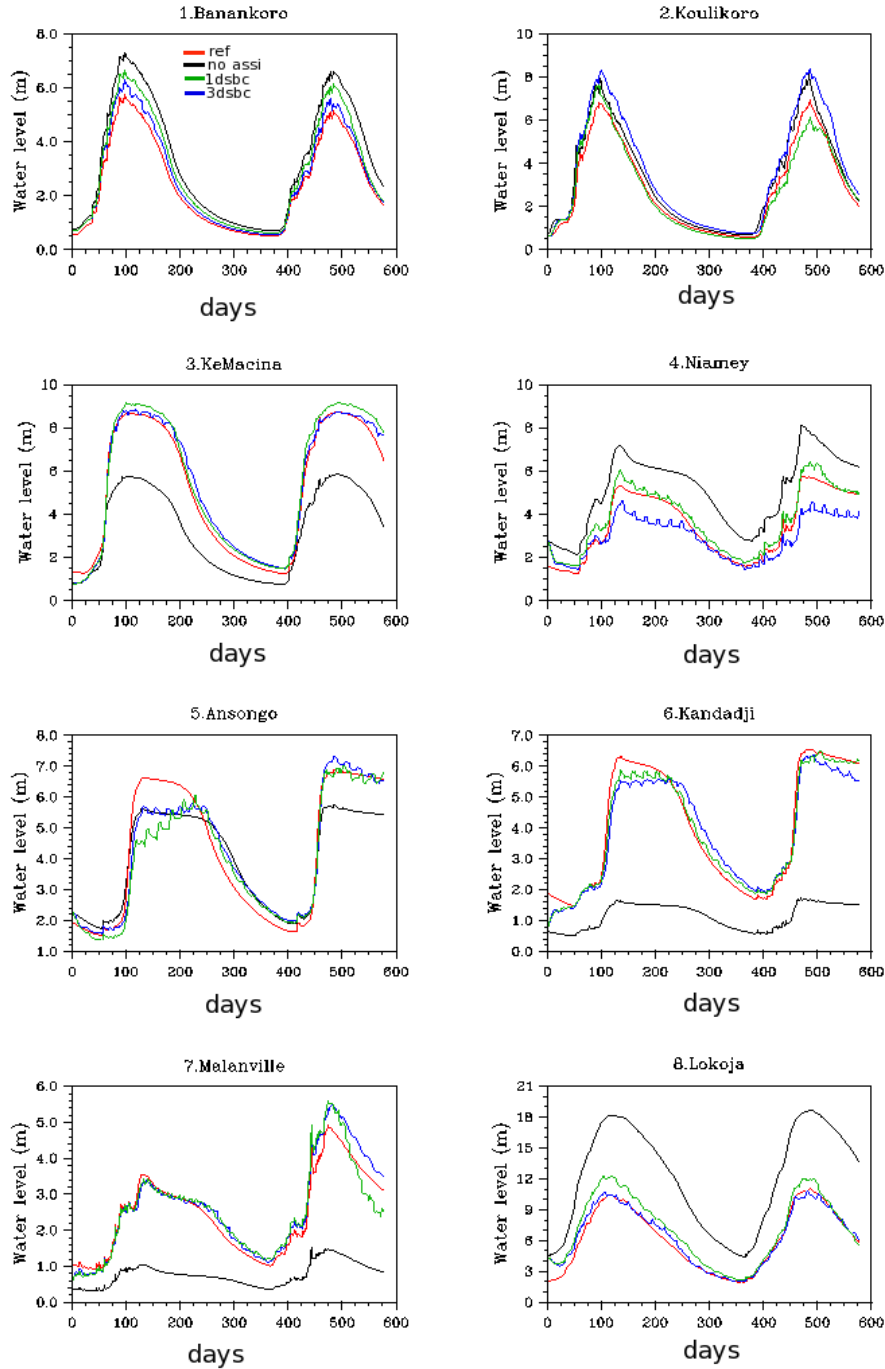 1.Banankoro
Water level (m)
8.0
6.0
4.0
2.0
0.0
ref
no assi
1dsbc
3dsbc
0 100 200 300 400 500 600
days
2.Koulikoro
Water level (m)
10
8
6
4
2
0
0 100 200 300 400 500 600
days
3.KeMacina
Water level (m)
10
8
6
4
2
0
0 100 200 300 400 500 600
days
4.Niamey
Water level (m)
10
8
6
4
2
0
0 100 200 300 400 500 600
days
5.Ansongo
Water level (m)
8.0
7.0
6.0
5.0
4.0
3.0
2.0
1.0
0 100 200 300 400 500 600
days
6.Kandadji
Water level (m)
7.0
6.0
5.0
4.0
3.0
2.0
1.0
0.0
0 100 200 300 400 500 600
days
7.Malanville
Water level (m)
6.0
5.0
4.0
3.0
2.0
1.0
0.0
0 100 200 300 400 500 600
days
8.Lokoja
Water level (m)
21
18
15
12
9
6
3
0
0 100 200 300 400 500 600
days